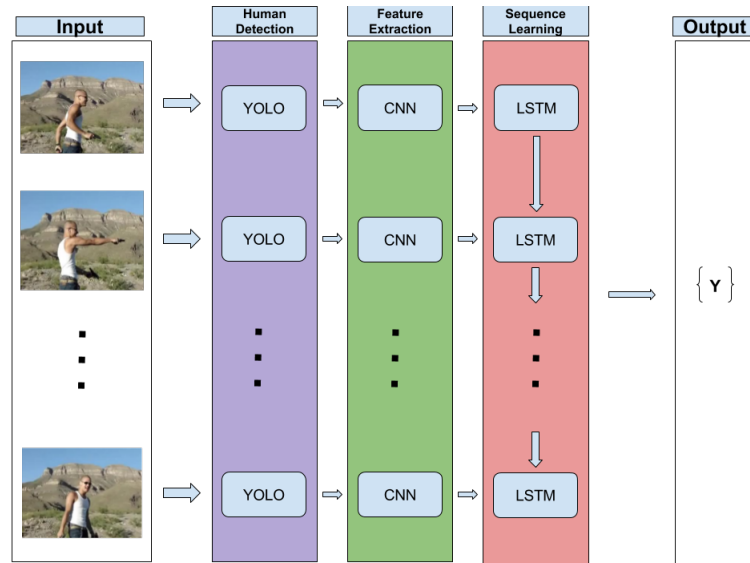 Input
Human
Detection
Feature
Extraction
Sequence
Learning
Output
YOLO
CNN
LSTM
YOLO
CNN
LSTM
{ Y }
YOLO
CNN
LSTM